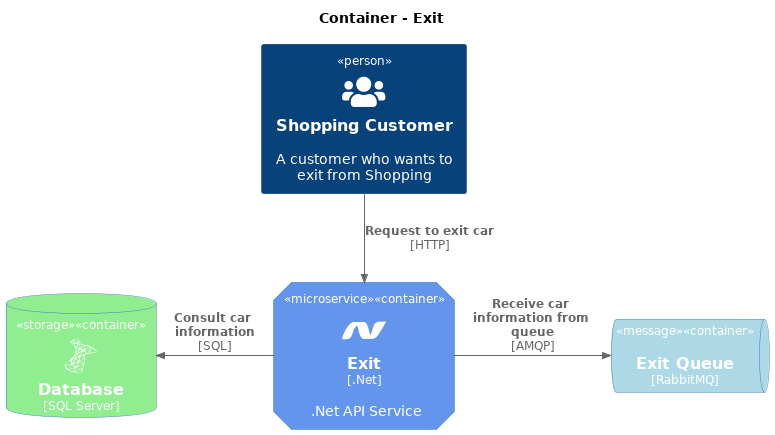 Container - Exit
«person»
Shopping Customer
A customer who wants to
exit from Shopping
Request to exit car
[HTTP]
«storage»«container»
Database
[SQL Server]
Consult car
information
[SQL]
«microservice»«container»
Exit
[.Net]
.Net API Service
Receive car
information from
queue
[AMQP]
«message»«container»
Exit Queue
[RabbitMQ]